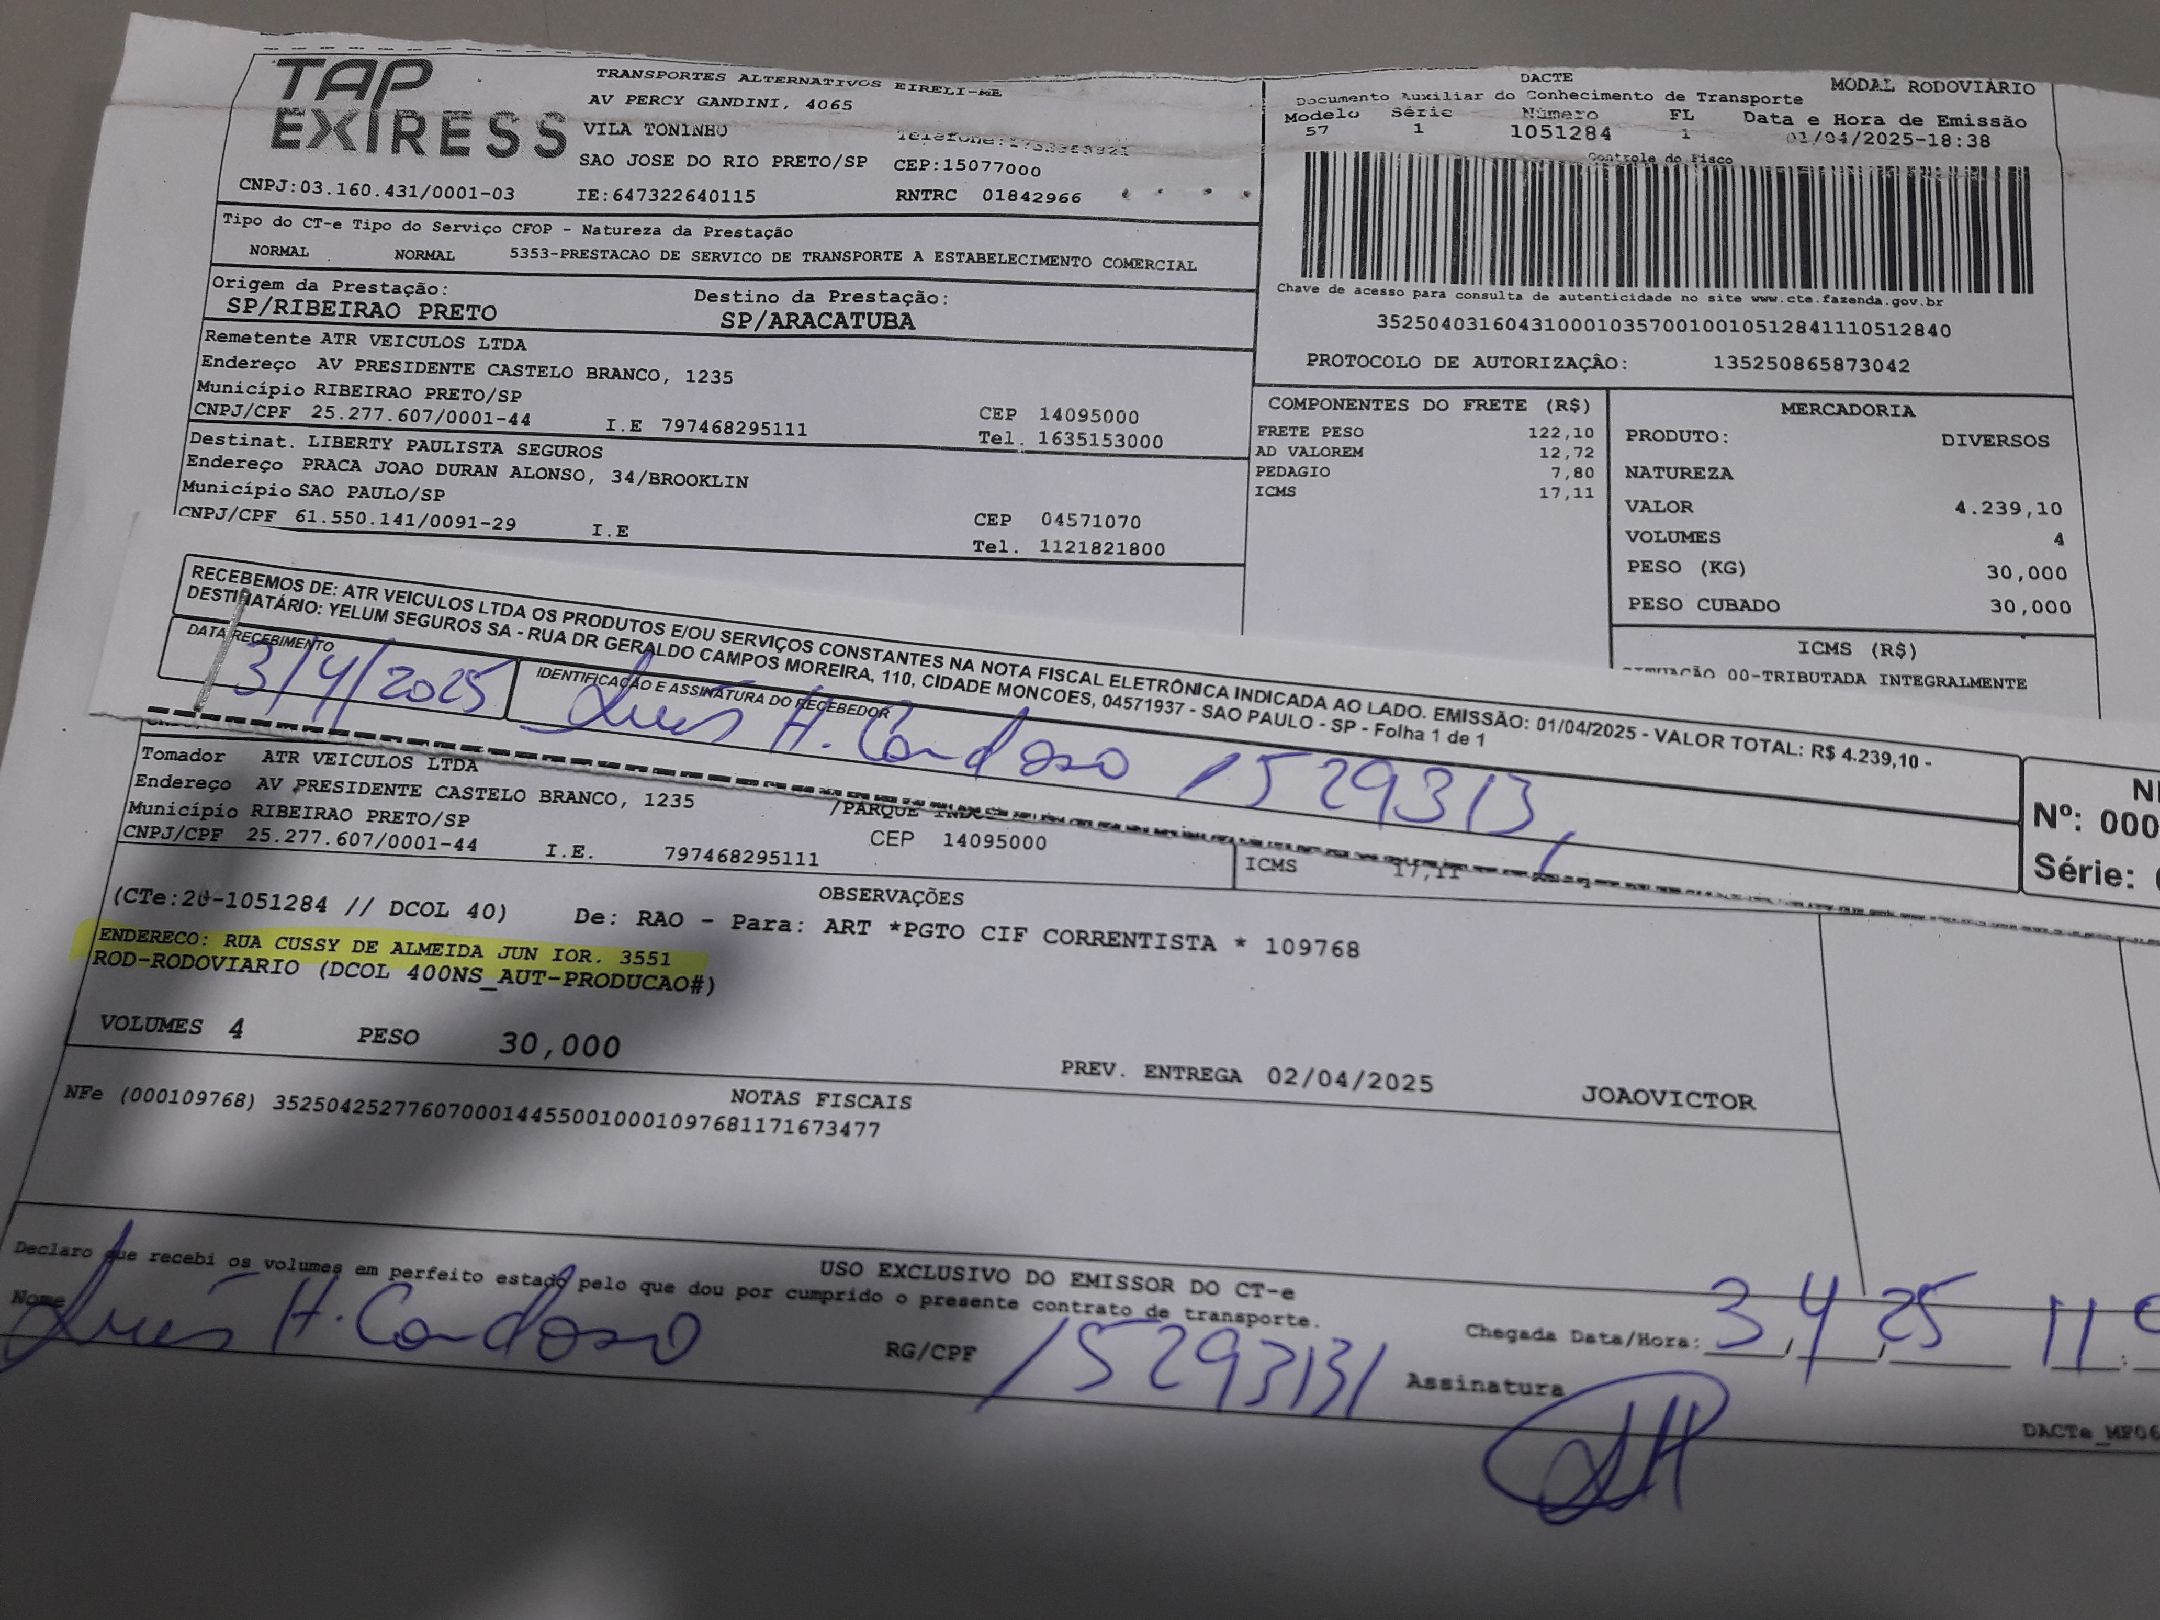 TAP
EXPRESS
TRANSPORTES ALTERNATIVOS EIRELI-ME
AV PERCY GANDINI, 4065
VILA TONINHO
SAO JOSE DO RIO PRETO/SP CEP:15077000
CNPJ:03.160.431/0001-03 IE:647322640115 RNTRC 01842966
DACTE MODAL RODOVIÁRIO
Documento Auxiliar do Conhecimento de Transporte
Modelo Série Número FL Data e Hora de Emissão
57 1 1051284 1 01/04/2025-18:38
Controle do Fisco
Chave de acesso para consulta de autenticidade no site www.cte.fazenda.gov.br
35250403160431000103570010010512841110512840
PROTOCOLO DE AUTORIZAÇÂO: 135250865873042
Tipo do CT-e Tipo do Serviço CFOP - Natureza da Prestação
NORMAL NORMAL 5353-PRESTACAO DE SERVICO DE TRANSPORTE A ESTABELECIMENTO COMERCIAL
Origem da Prestação: Destino da Prestação:
SP/RIBEIRAO PRETO SP/ARACATUBA
Remetente ATR VEICULOS LTDA
Endereço AV PRESIDENTE CASTELO BRANCO, 1235
Município RIBEIRAO PRETO/SP CEP 14095000
CNPJ/CPF 25.277.607/0001-44 I.E 797468295111 Tel. 1635153000
Destinat. LIBERTY PAULISTA SEGUROS
Endereço PRACA JOAO DURAN ALONSO, 34/BROOKLIN
Município SAO PAULO/SP CEP 04571070
CNPJ/CPF 61.550.141/0091-29 I.E Tel. 1121821800
COMPONENTES DO FRETE (R$)
FRETE PESO 122,10
AD VALOREM 12,72
PEDAGIO 7,80
ICMS 17,11
MERCADORIA
PRODUTO: DIVERSOS
NATUREZA
VALOR 4.239,10
VOLUMES 4
PESO (KG) 30,000
PESO CUBADO 30,000
ICMS (R$)
SITUAÇÃO 00-TRIBUTADA INTEGRALMENTE
RECEBEMOS DE: ATR VEICULOS LTDA OS PRODUTOS E/OU SERVIÇOS CONSTANTES NA NOTA FISCAL ELETRÔNICA INDICADA AO LADO. EMISSÃO: 01/04/2025 - VALOR TOTAL: R$ 4.239,10 -
DESTINATÁRIO: YELUM SEGUROS SA - RUA DR GERALDO CAMPOS MOREIRA, 110, CIDADE MONCOES, 04571937 - SAO PAULO - SP - Folha 1 de 1
DATA RECEBIMENTO IDENTIFICAÇÃO E ASSINATURA DO RECEBEDOR
3/4/2025 Luís H. Cardoso 1529313,
Nº: 000
Série:
Tomador ATR VEICULOS LTDA
Endereço AV PRESIDENTE CASTELO BRANCO, 1235 /PARQUE
Município RIBEIRAO PRETO/SP CEP 14095000
CNPJ/CPF 25.277.607/0001-44 I.E. 797468295111
ICMS 17,11
OBSERVAÇÕES
(CTe:20-1051284 // DCOL 40) De: RAO - Para: ART *PGTO CIF CORRENTISTA * 109768
ENDERECO: RUA CUSSY DE ALMEIDA JUN IOR. 3551
ROD-RODOVIARIO (DCOL 400NS_AUT-PRODUCAO#)
VOLUMES 4 PESO 30,000
PREV. ENTREGA 02/04/2025 JOAOVICTOR
NOTAS FISCAIS
NFe (000109768) 35250425277607000144550010001097681171673477
USO EXCLUSIVO DO EMISSOR DO CT-e
Declaro que recebi os volumes em perfeito estado pelo que dou por cumprido o presente contrato de transporte.
Nome Luís H. Cardoso RG/CPF 15293131 Assinatura
Chegada Data/Hora: 3/4/25 11